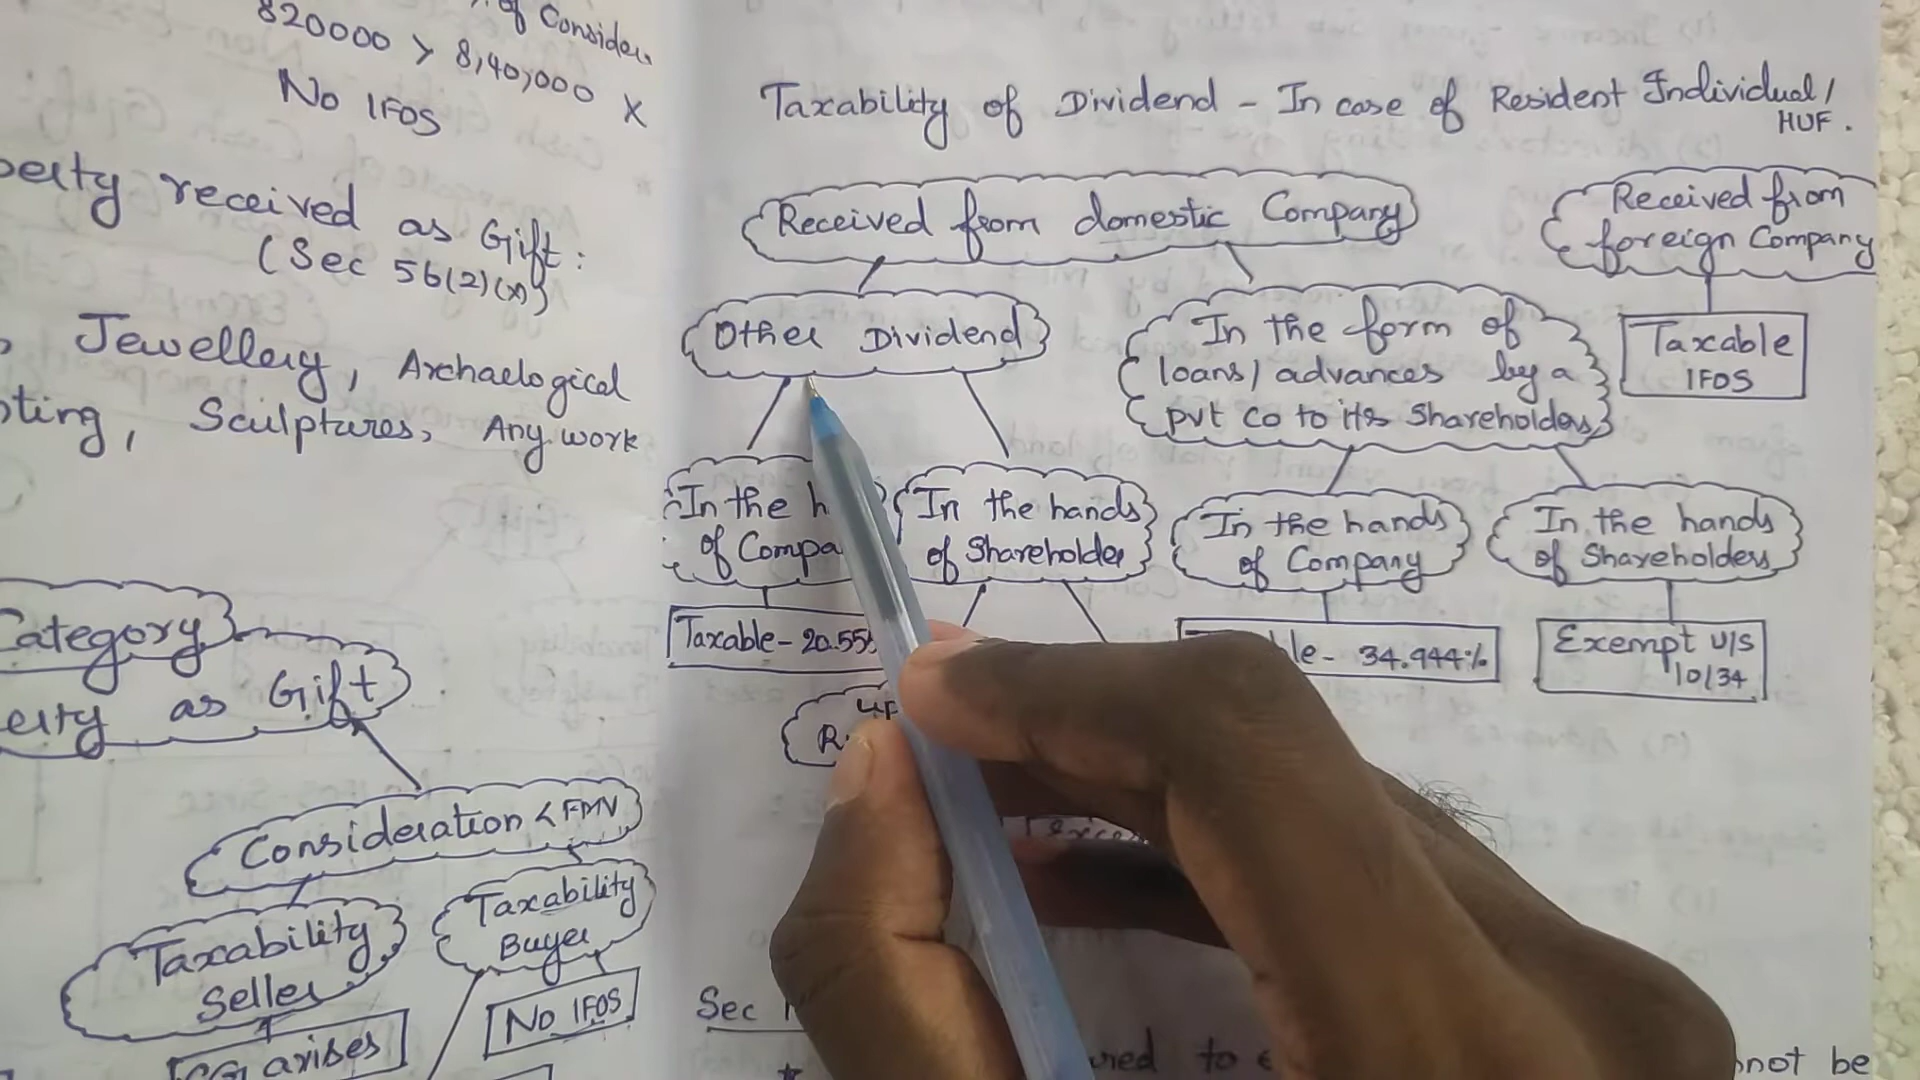 of Consider
820000 > 8,40,000 X
No IFOS
perty received as Gift:
(Sec 56(2)(x))
Jewellery, Archaelogical
ting, Sculptures, Any work
Category
erty as Gift
Consideration < FMV
Taxability
Seller
Taxability
Buyer
No IFOS
CG arises
Taxability of Dividend - In case of Resident Individual/
HUF.
Received from domestic Company
Received from
foreign Company
Other Dividend
In the form of
loans/advances by a
pvt co to its Shareholders
Taxable
IFOS
In the h
of Compa
In the hands
of Shareholder
In the hands
of Company
In the hands
of Shareholders
Taxable - 20.555
le - 34.944%
Exempt U/S
10/34
Sec
ured to
not be